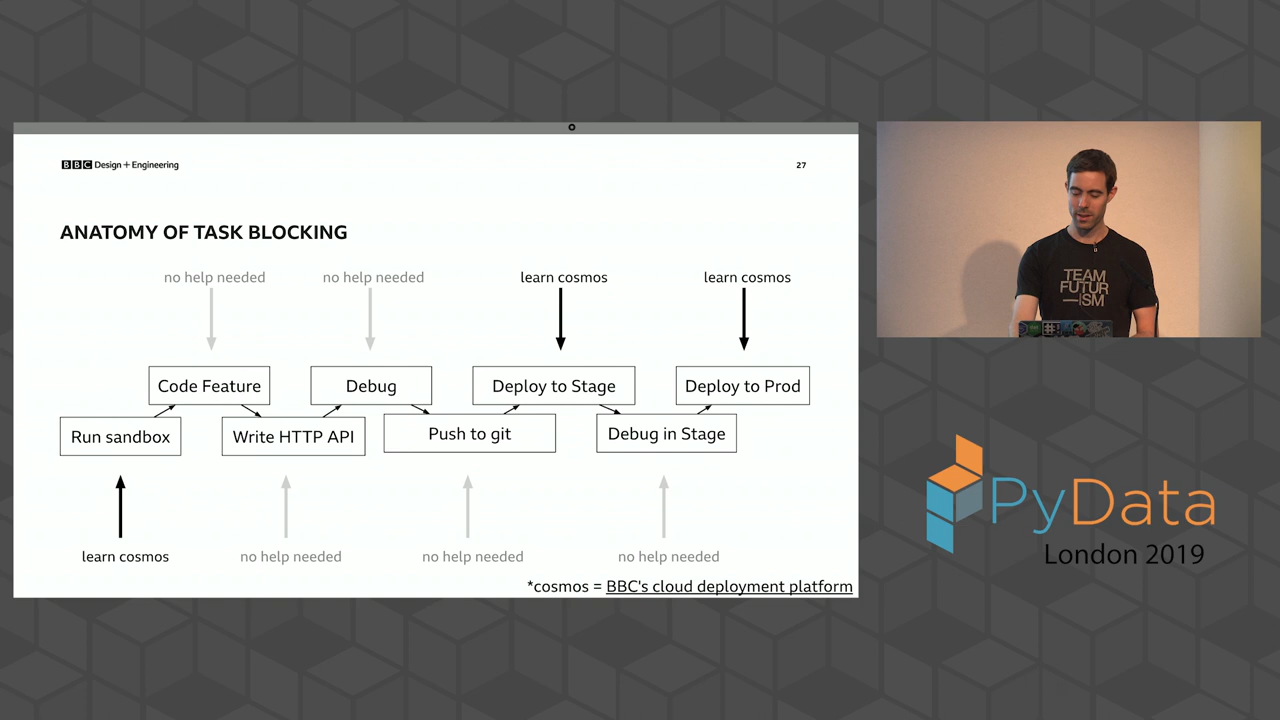 BBC Design + Engineering
27
ANATOMY OF TASK BLOCKING
no help needed
no help needed
learn cosmos
learn cosmos
Code Feature
Debug
Deploy to Stage
Deploy to Prod
Run sandbox
Write HTTP API
Push to git
Debug in Stage
learn cosmos
no help needed
no help needed
no help needed
*cosmos = BBC's cloud deployment platform
TEAM
FUTUR
—ISM
PyData
London 2019